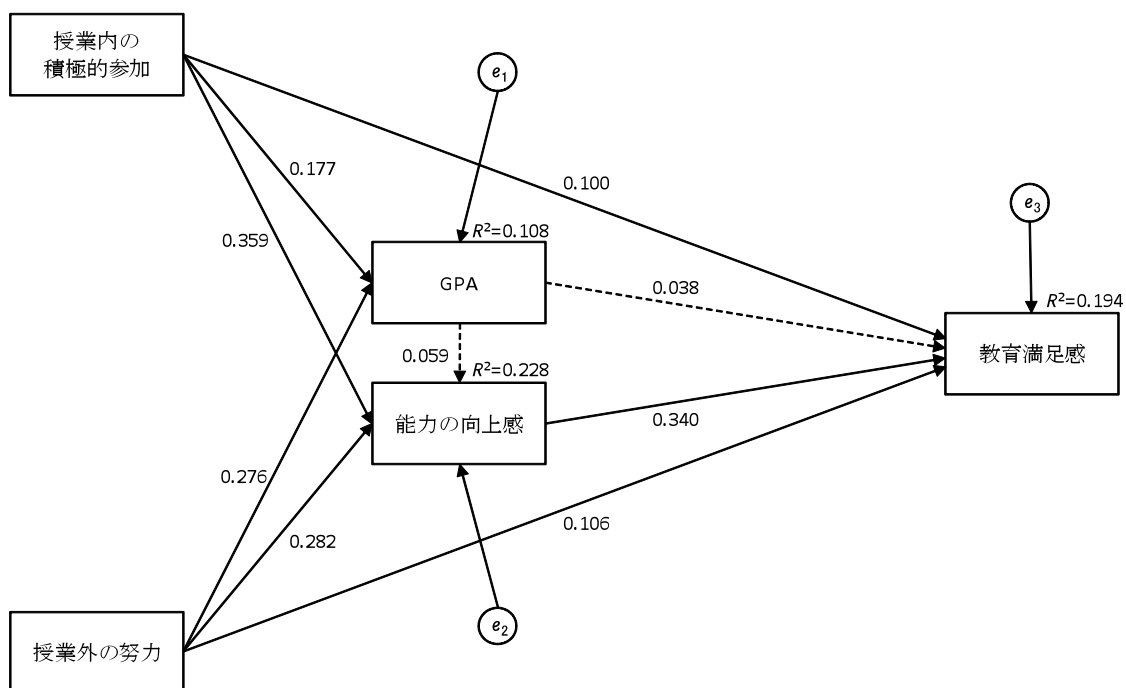 授業内の
積極的参加
e1
0.177
0.100
e3
0.359
R²=0.108
GPA
0.038
R²=0.194
教育満足感
0.059
R²=0.228
能力の向上感
0.340
0.276
0.282
0.106
e2
授業外の努力